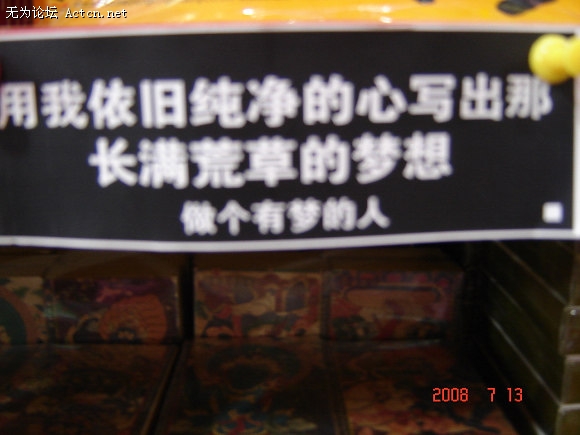 无为论坛 Actcn.net
用我依旧纯净的心写出那
长满荒草的梦想
做个有梦的人
2008 7 13